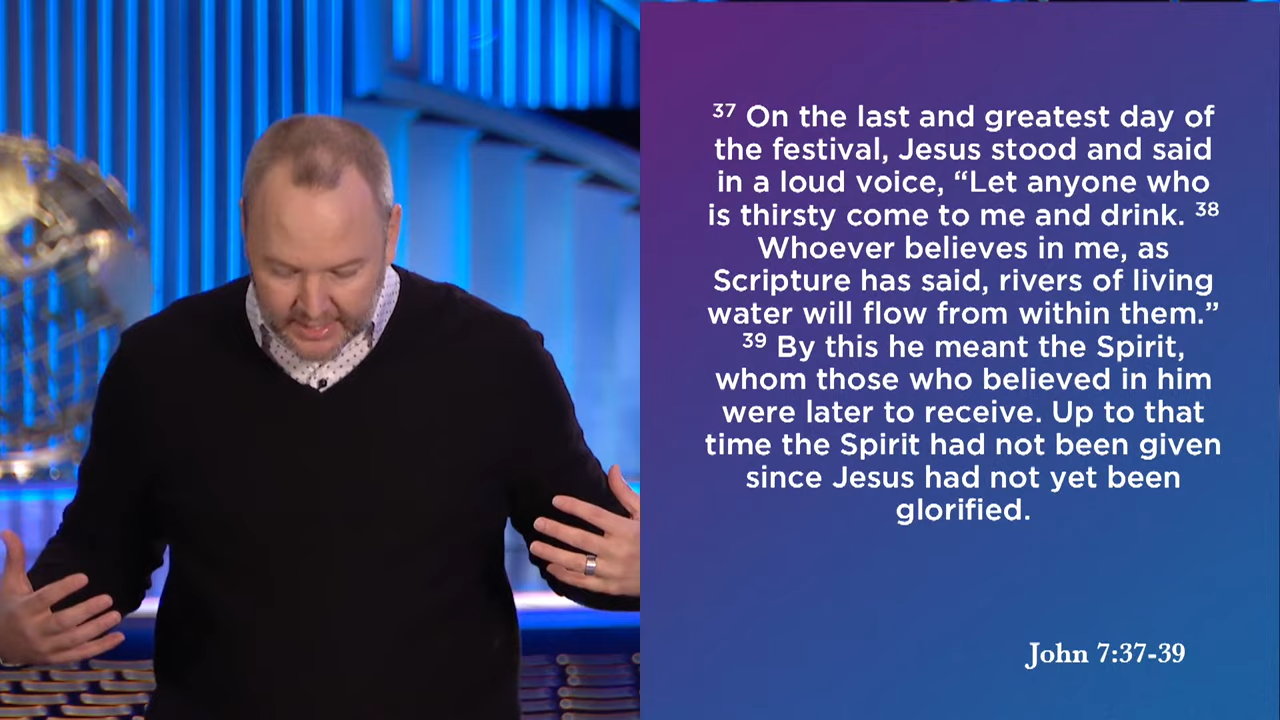 ³⁷ On the last and greatest day of
the festival, Jesus stood and said
in a loud voice, “Let anyone who
is thirsty come to me and drink. ³⁸
Whoever believes in me, as
Scripture has said, rivers of living
water will flow from within them.”
³⁹ By this he meant the Spirit,
whom those who believed in him
were later to receive. Up to that
time the Spirit had not been given
since Jesus had not yet been
glorified.
John 7:37-39